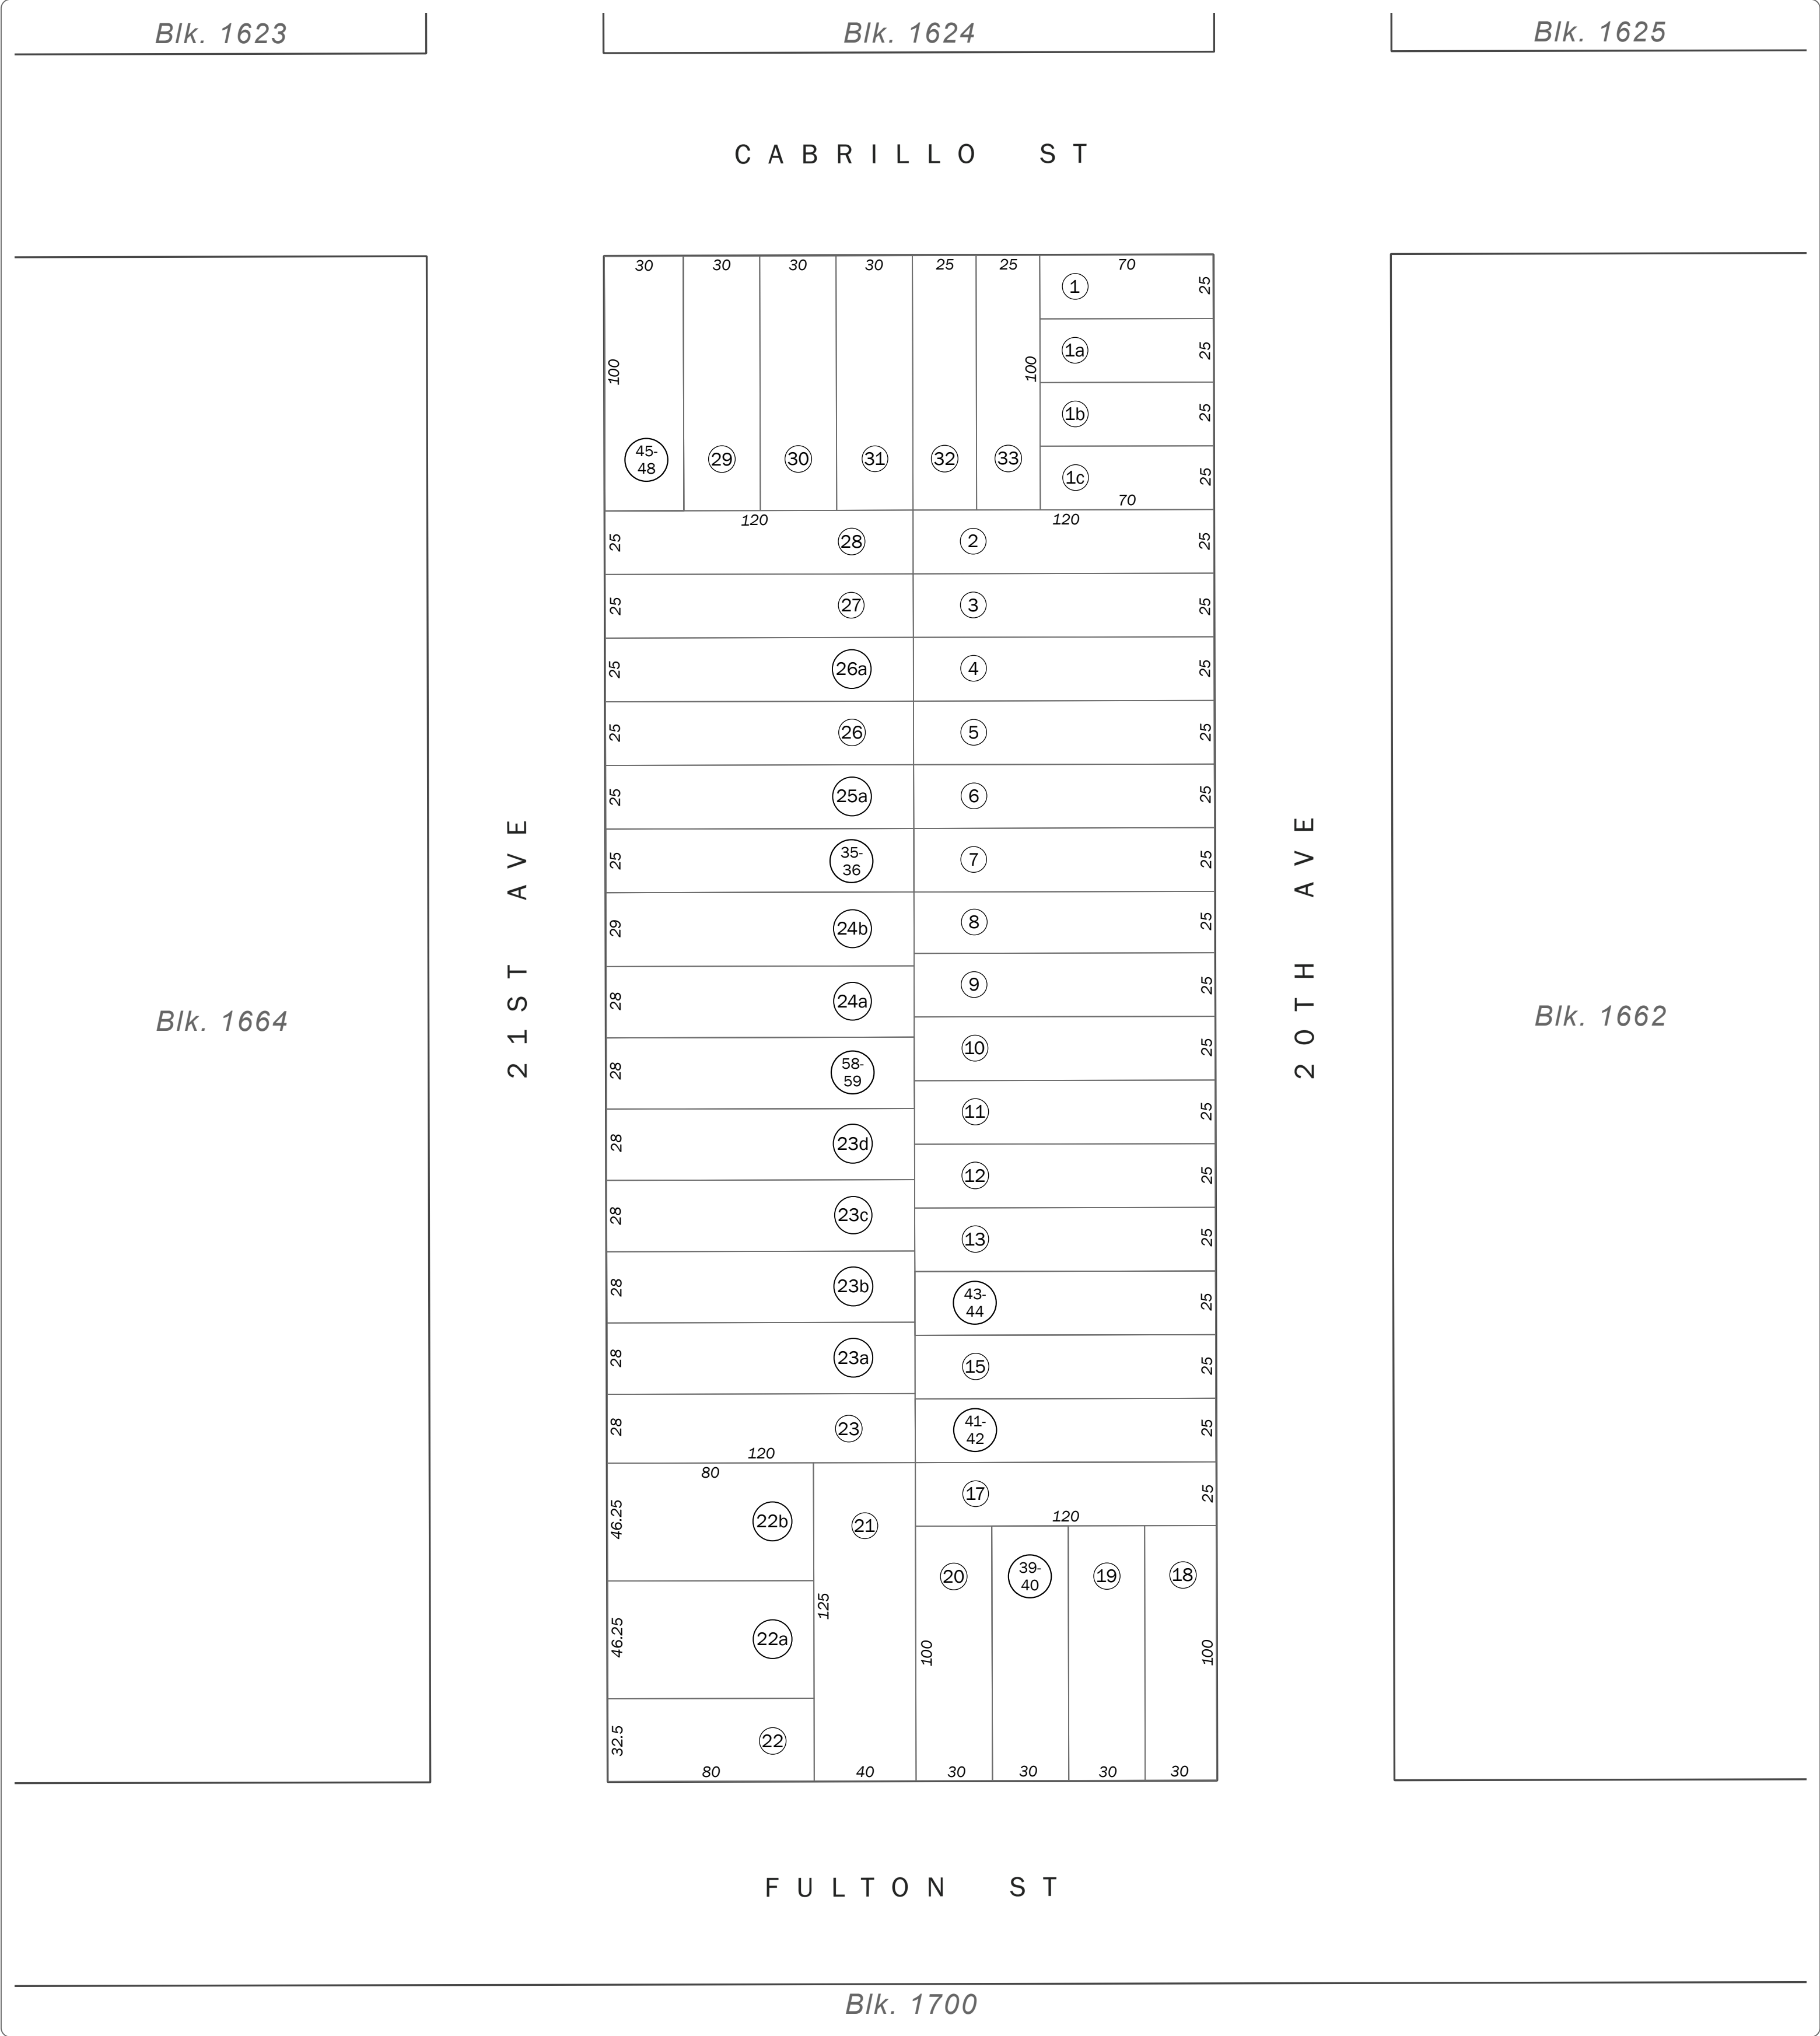 Blk. 1623
Blk. 1624
Blk. 1625
CABRILLO ST
30 30 30 30 25 25 70
1 25
1a 25
100 100
1b 25
45-
48
29 30 31 32 33
1c 25
70
120 120
25 28 2 25
25 27 3 25
25 26a 4 25
25 26 5 25
25 25a 6 25
25 35-
36
7 25
29 24b 8 25
28 24a 9 25
28 58-
59
10 25
28 23d 11 25
12 25
28 23c 13 25
28 23b 43-
44
25
28 23a 15 25
28 23 41-
42
25
120
80
17 25
120
46.25 22b 21
20 39-
40
19 18
125
46.25 22a 100 100
32.5 22
80 40 30 30 30 30
21ST AVE
20TH AVE
Blk. 1664
Blk. 1662
FULTON ST
Blk. 1700